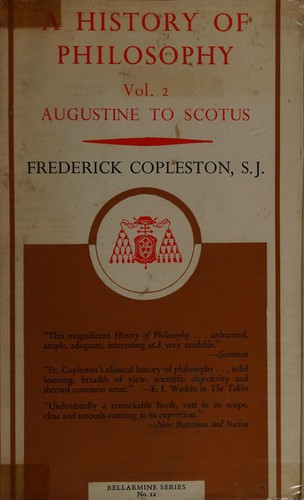 A HISTORY OF
PHILOSOPHY
Vol. 2
AUGUSTINE TO SCOTUS
FREDERICK COPLESTON, S.J.
"This magnificent History of Philosophy . . . unhurried,
ample, adequate, interesting and very readable."
—Scotsman
"Fr. Copleston's classical history of philosophy . . . solid
learning, breadth of view, scientific objectivity and
shrewd common sense." —E. I. Watkin in The Tablet
"Undoubtedly a remarkable book, vast in its scope,
clear and smooth-running in its exposition."
—New Statesman and Nation
BELLARMINE SERIES
No. 12